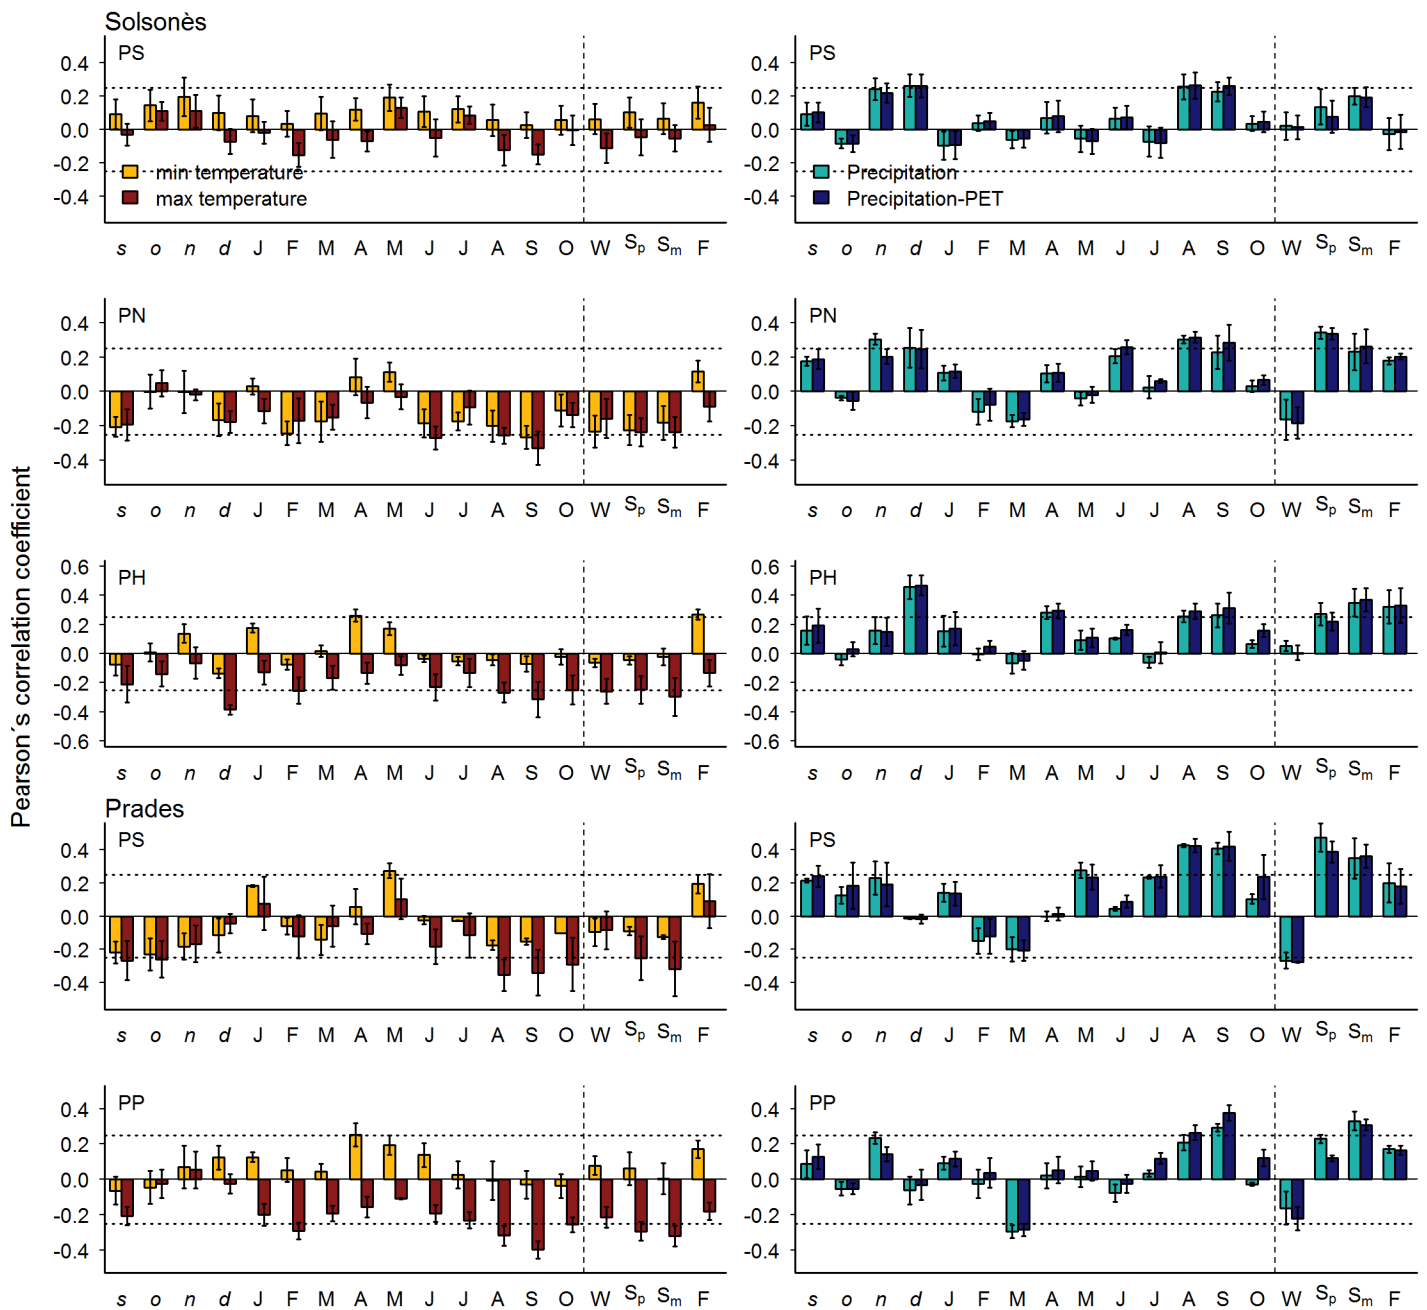 Solsonès
PS
0.4
0.2
0.0
-0.2
-0.4
min temperature
max temperature
s o n d J F M A M J J A S O W Sp Sm F
PS
0.4
0.2
0.0
-0.2
-0.4
Precipitation
Precipitation-PET
s o n d J F M A M J J A S O W Sp Sm F
PN
0.4
0.2
0.0
-0.2
-0.4
s o n d J F M A M J J A S O W Sp Sm F
PN
0.4
0.2
0.0
-0.2
-0.4
s o n d J F M A M J J A S O W Sp Sm F
Pearson´s correlation coefficient
PH
0.6
0.4
0.2
0.0
-0.2
-0.4
-0.6
s o n d J F M A M J J A S O W Sp Sm F
PH
0.6
0.4
0.2
0.0
-0.2
-0.4
-0.6
s o n d J F M A M J J A S O W Sp Sm F
Prades
PS
0.4
0.2
0.0
-0.2
-0.4
s o n d J F M A M J J A S O W Sp Sm F
PS
0.4
0.2
0.0
-0.2
-0.4
s o n d J F M A M J J A S O W Sp Sm F
PP
0.4
0.2
0.0
-0.2
-0.4
s o n d J F M A M J J A S O W Sp Sm F
PP
0.4
0.2
0.0
-0.2
-0.4
s o n d J F M A M J J A S O W Sp Sm F